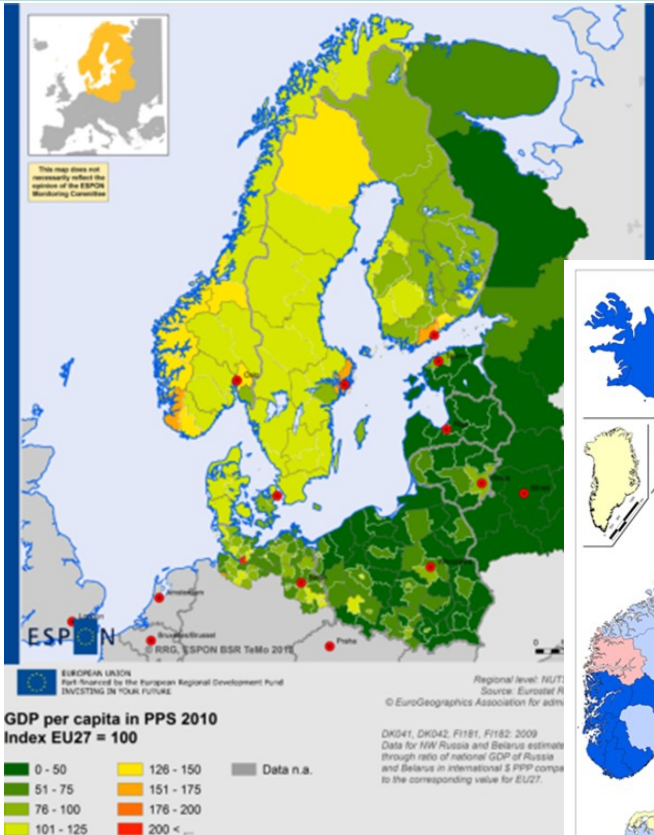 This map does not
necessarily reflect the
opinion of the ESPON
Monitoring Committee
Oslo
Amsterdam
London
Bruxelles/Brussel
Praha
ESPON
© RRG, ESPON BSR TeMo
0
EUROPEAN UNION
Part-financed by the European Regional Development Fund
INVESTING IN YOUR FUTURE
Regional level: NUT
Source: Eurostat R
© EuroGeographics Association for admi
GDP per capita in PPS 2010
Index EU27 = 100
DK041, DK042, FI181, FI182: 2009
Data for NW Russia and Belarus estimate
through ratio of national GDP of Russia
and Belarus in international $ PPP compa
to the corresponding value for EU27.
0 - 50
51 - 75
76 - 100
101 - 125
126 - 150
151 - 175
176 - 200
200 < ...
Data n.a.